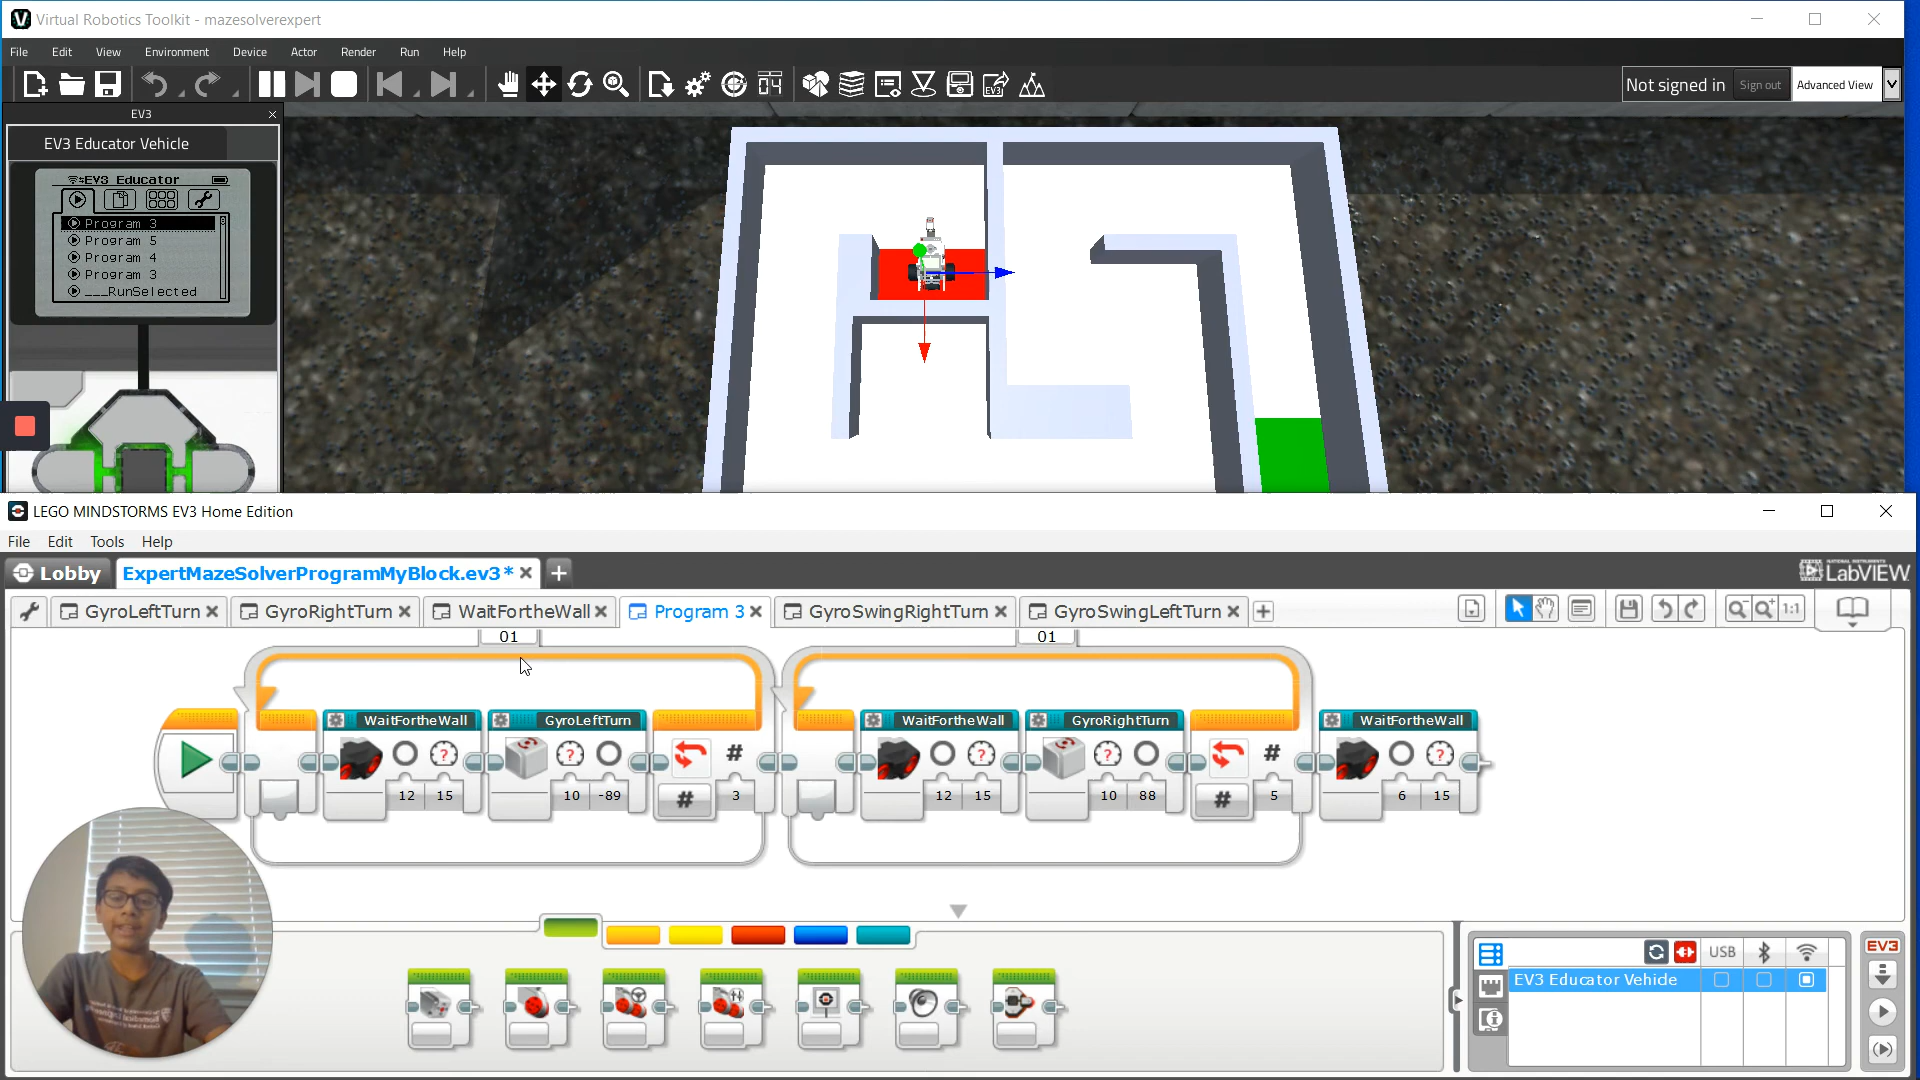 Virtual Robotics Toolkit - mazesolverexpert
File Edit View Environment Device Actor Render Run Help
Not signed in Sign out Advanced View
EV3
EV3 Educator Vehicle
EV3 Educator
Program 3
Program 5
Program 4
Program 3
___RunSelected
LEGO MINDSTORMS EV3 Home Edition
File Edit Tools Help
Lobby ExpertMazeSolverProgramMyBlock.ev3*
LabVIEW
GyroLeftTurn GyroRightTurn WaitFortheWall Program 3 GyroSwingRightTurn GyroSwingLeftTurn
1:1
01 01
WaitFortheWall GyroLeftTurn WaitFortheWall GyroRightTurn WaitFortheWall
# #
12 15 10 -89 # 3 12 15 10 88 # 5 6 15
USB
EV3
EV3 Educator Vehicle